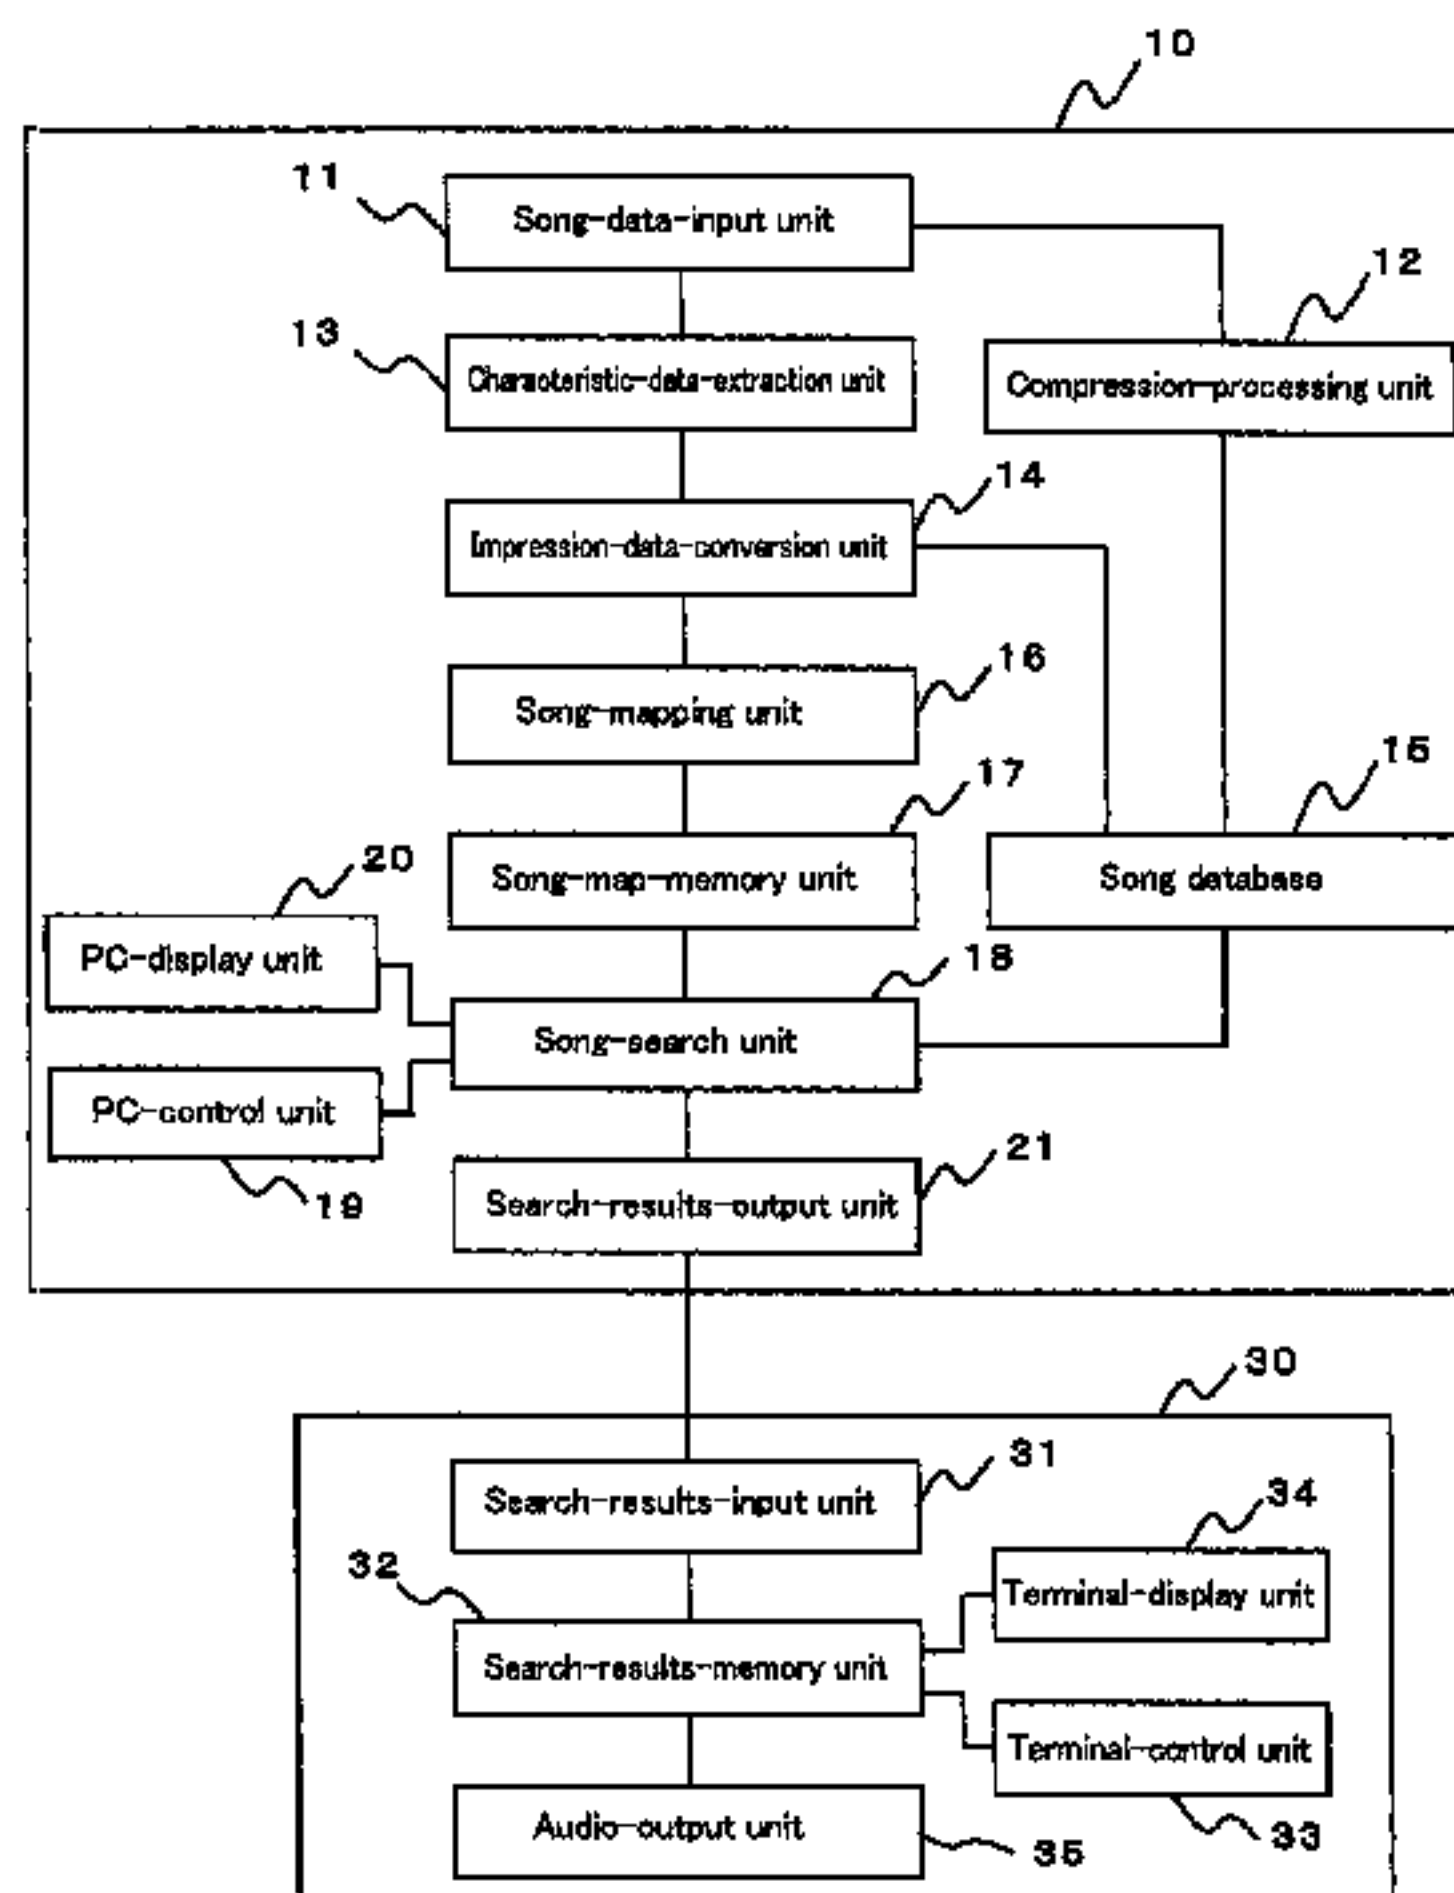 10
11
Song-data-input unit
12
13
Characteristic-data-extraction unit
Compression-processing unit
14
Impression-data-conversion unit
16
Song-mapping unit
15
17
20
Song-map-memory unit
Song database
PC-display unit
18
Song-search unit
PC-control unit
21
19
Search-results-output unit
30
31
Search-results-input unit
34
32
Terminal-display unit
Search-results-memory unit
Terminal-control unit
Audio-output unit
33
35